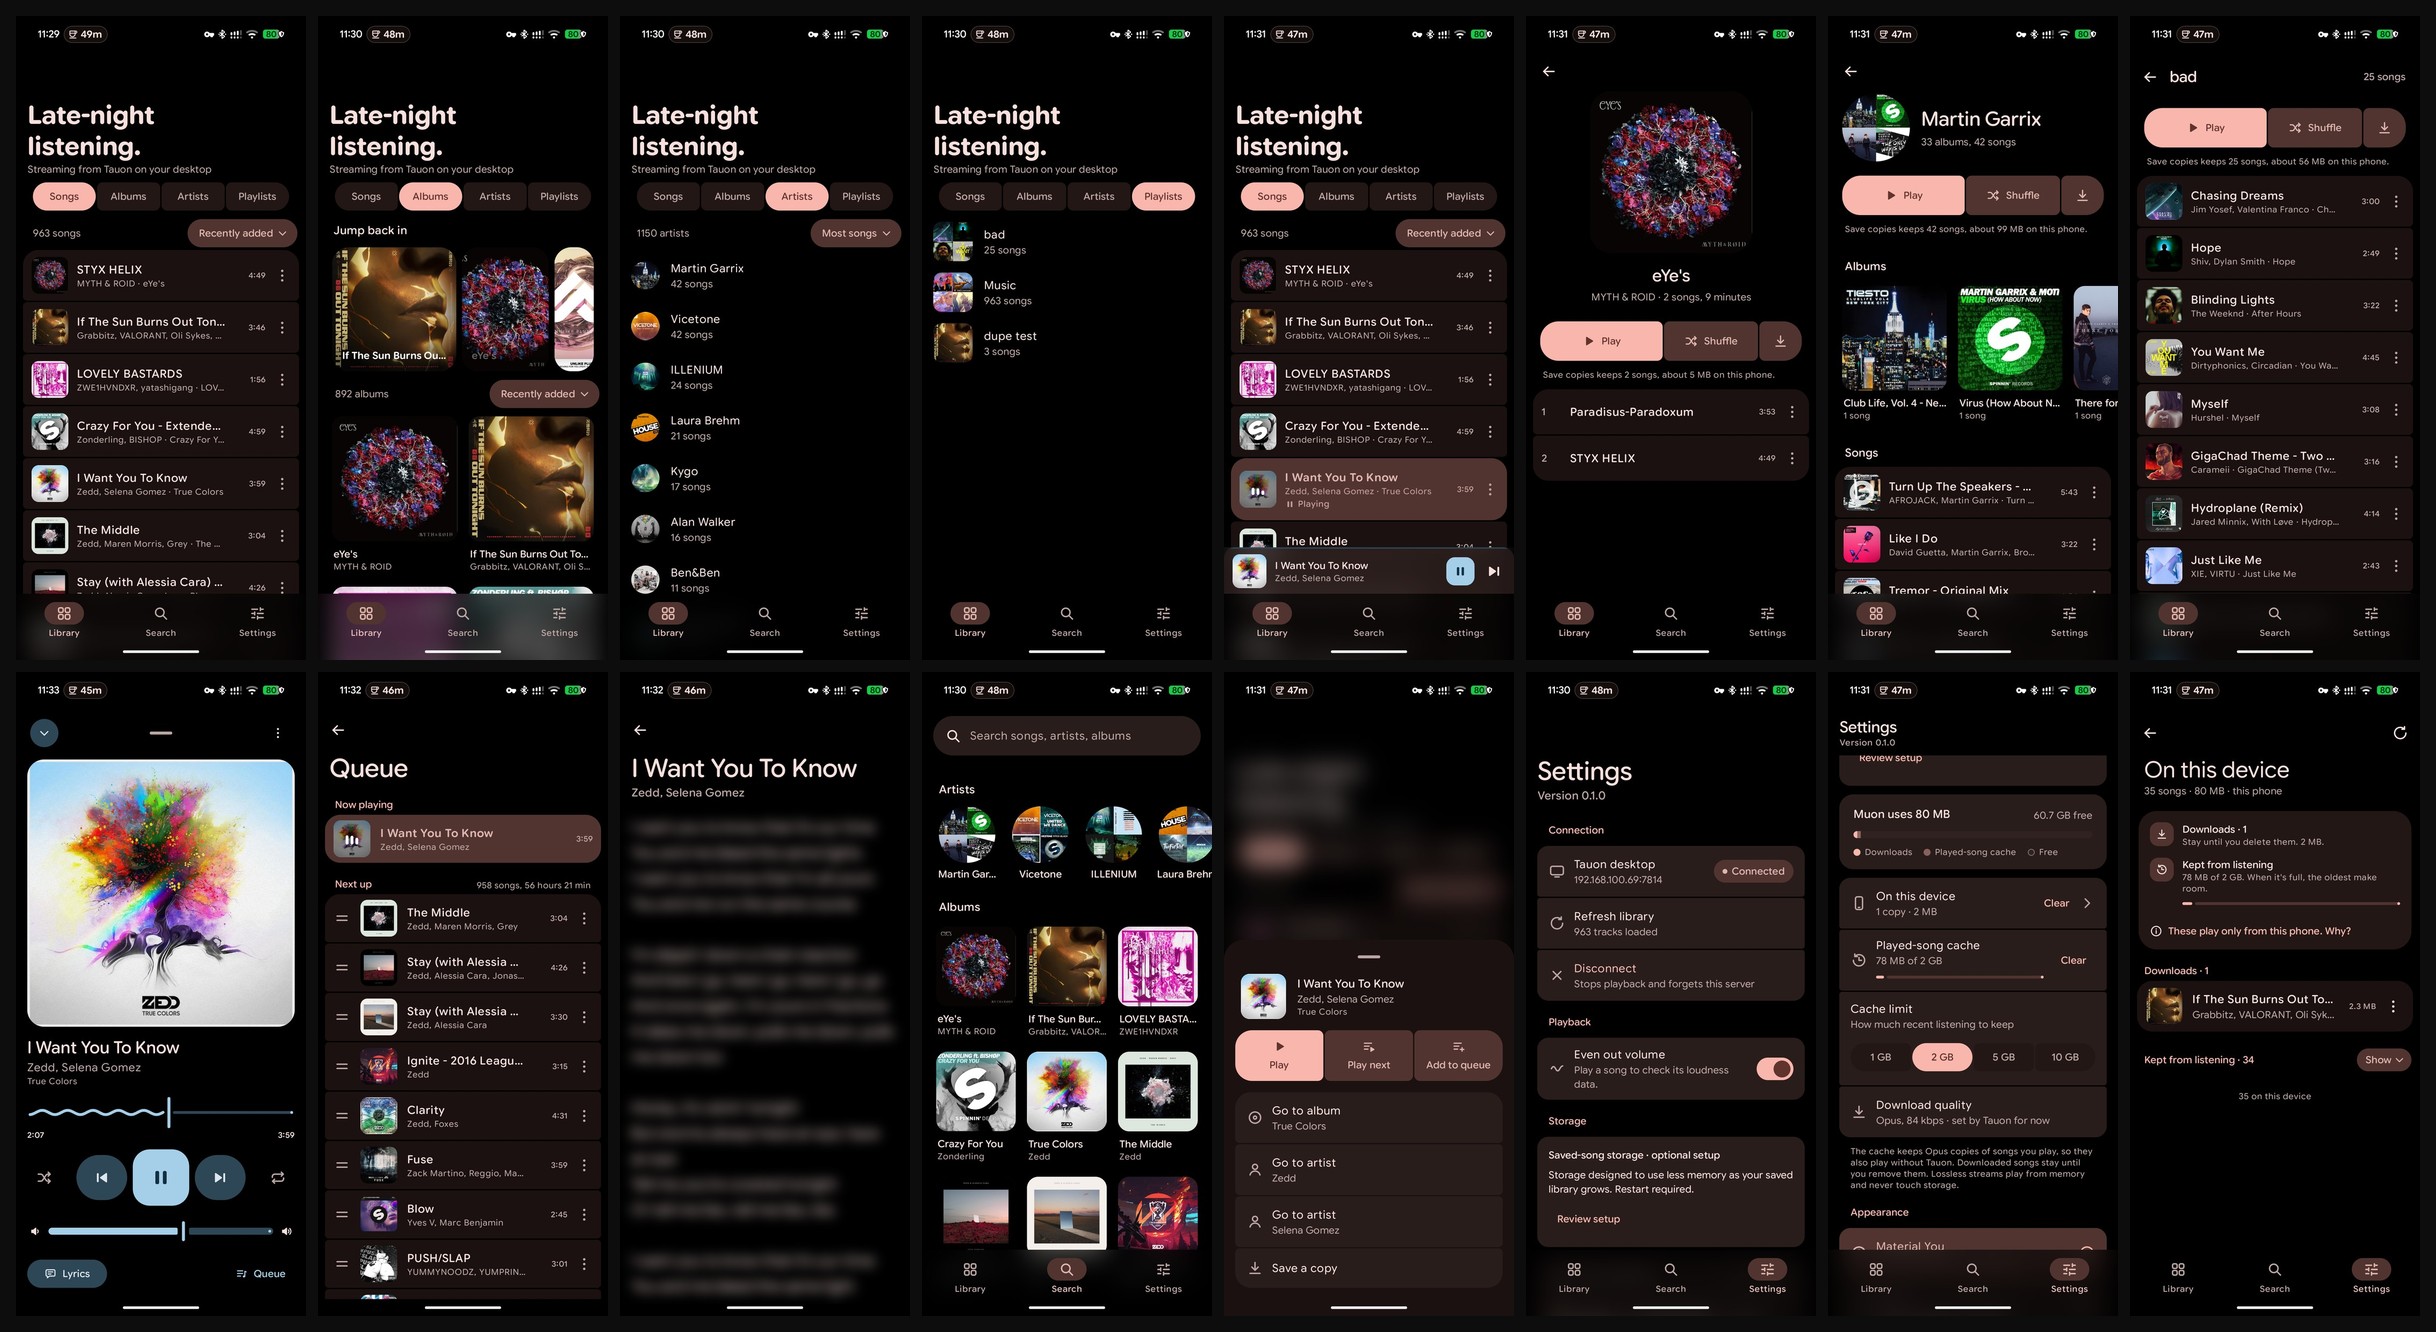 11:29 49m
80
Late-night
listening.
Streaming from Tauon on your desktop
Songs Albums Artists Playlists
963 songs Recently added
STYX HELIX
MYTH & ROID · eYe's
4:49
If The Sun Burns Out Ton...
Grabbitz, VALORANT, Oli Sykes, ...
3:46
LOVELY BASTARDS
ZWE1HVNDXR, yatashigang · LOV...
1:56
Crazy For You - Extende...
Zonderling, BISHOP · Crazy For Y...
4:59
I Want You To Know
Zedd, Selena Gomez · True Colors
3:59
The Middle
Zedd, Maren Morris, Grey · The ...
3:04
Stay (with Alessia Cara) ...
4:26
Library Search Settings
11:30 48m
80
Late-night
listening.
Streaming from Tauon on your desktop
Songs Albums Artists Playlists
Jump back in
If The Sun Burns Ou...
eYe's
892 albums Recently added
eYe's
MYTH & ROID
If The Sun Burns Out To...
Grabbitz, VALORANT, Oli S...
Library Search Settings
11:30 48m
80
Late-night
listening.
Streaming from Tauon on your desktop
Songs Albums Artists Playlists
1150 artists Most songs
Martin Garrix
42 songs
Vicetone
42 songs
ILLENIUM
24 songs
Laura Brehm
21 songs
Kygo
17 songs
Alan Walker
16 songs
Ben&Ben
11 songs
Library Search Settings
11:30 48m
80
Late-night
listening.
Streaming from Tauon on your desktop
Songs Albums Artists Playlists
bad
25 songs
Music
963 songs
dupe test
3 songs
Library Search Settings
11:31 47m
80
Late-night
listening.
Streaming from Tauon on your desktop
Songs Albums Artists Playlists
963 songs Recently added
STYX HELIX
MYTH & ROID · eYe's
4:49
If The Sun Burns Out Ton...
Grabbitz, VALORANT, Oli Sykes, ...
3:46
LOVELY BASTARDS
ZWE1HVNDXR, yatashigang · LOV...
1:56
Crazy For You - Extende...
Zonderling, BISHOP · Crazy For Y...
4:59
I Want You To Know
Zedd, Selena Gomez · True Colors
Playing
3:59
The Middle
3:04
I Want You To Know
Zedd, Selena Gomez
Library Search Settings
11:31 47m
80
eYe's
MYTH & ROID
eYe's
MYTH & ROID · 2 songs, 9 minutes
Play Shuffle
Save copies keeps 2 songs, about 5 MB on this phone.
1 Paradisus-Paradoxum 3:53
2 STYX HELIX 4:49
Library Search Settings
11:31 47m
80
Martin Garrix
33 albums, 42 songs
Play Shuffle
Save copies keeps 42 songs, about 99 MB on this phone.
Albums
Club Life, Vol. 4 - Ne...
1 song
Virus (How About N...
1 song
There for
1 song
Songs
Turn Up The Speakers - ...
AFROJACK, Martin Garrix · Turn ...
5:43
Like I Do
David Guetta, Martin Garrix, Bro...
3:22
Tremor - Original Mix
Library Search Settings
11:31 47m
80
bad 25 songs
Play Shuffle
Save copies keeps 25 songs, about 56 MB on this phone.
Chasing Dreams
Jim Yosef, Valentina Franco · Ch...
3:00
Hope
Shiv, Dylan Smith · Hope
2:49
Blinding Lights
The Weeknd · After Hours
3:22
You Want Me
Dirtyphonics, Circadian · You Wa...
4:45
Myself
Hurshel · Myself
3:08
GigaChad Theme - Two ...
Carameii · GigaChad Theme (Tw...
3:16
Hydroplane (Remix)
Jared Minnix, With Løve · Hydrop...
4:14
Just Like Me
XIE, VIRTU · Just Like Me
2:43
Library Search Settings
11:33 45m
80
ZEDD
TRUE COLORS
I Want You To Know
Zedd, Selena Gomez
True Colors
2:07 3:59
Lyrics Queue
11:32 46m
80
Queue
Now playing
I Want You To Know
Zedd, Selena Gomez
3:59
Next up 958 songs, 56 hours 21 min
The Middle
Zedd, Maren Morris, Grey
3:04
Stay (with Alessia ...
Zedd, Alessia Cara, Jonas...
4:26
Stay (with Alessia ...
Zedd, Alessia Cara
3:30
Ignite - 2016 Leagu...
Zedd
3:15
Clarity
Zedd, Foxes
4:31
Fuse
Zack Martino, Reggio, Ma...
3:59
Blow
Yves V, Marc Benjamin
2:45
PUSH/SLAP
YUMMYNOODZ, YUMPRIN...
3:01
11:32 46m
80
I Want You To Know
Zedd, Selena Gomez
11:30 48m
80
Search songs, artists, albums
Artists
Martin Gar... Vicetone ILLENIUM Laura Brehr
Albums
eYe's
MYTH & ROID
If The Sun Bur...
Grabbitz, VALOR...
LOVELY BASTA...
ZWE1HVNDXR
Crazy For You
Zonderling
True Colors
Zedd
The Middle
Zedd
Library Search Settings
11:31 47m
80
I Want You To Know
Zedd, Selena Gomez
True Colors
Play Play next Add to queue
Go to album
True Colors
Go to artist
Zedd
Go to artist
Selena Gomez
Save a copy
11:30 48m
80
Settings
Version 0.1.0
Connection
Tauon desktop
192.168.100.69:7814
Connected
Refresh library
963 tracks loaded
Disconnect
Stops playback and forgets this server
Playback
Even out volume
Play a song to check its loudness
data.
Storage
Saved-song storage · optional setup
Storage designed to use less memory as your saved
library grows. Restart required.
Review setup
Library Search Settings
11:31 47m
80
Settings
Version 0.1.0
Review setup
Muon uses 80 MB 60.7 GB free
Downloads Played-song cache Free
On this device
1 copy · 2 MB
Clear
Played-song cache
78 MB of 2 GB
Clear
Cache limit
How much recent listening to keep
1 GB 2 GB 5 GB 10 GB
Download quality
Opus, 84 kbps · set by Tauon for now
The cache keeps Opus copies of songs you play, so they
also play without Tauon. Downloaded songs stay until
you remove them. Lossless streams play from memory
and never touch storage.
Appearance
Material You
Library Search Settings
11:31 47m
80
On this device
35 songs · 80 MB · this phone
Downloads · 1
Stay until you delete them. 2 MB.
Kept from listening
78 MB of 2 GB. When it's full, the oldest make
room.
These play only from this phone. Why?
Downloads · 1
If The Sun Burns Out To...
Grabbitz, VALORANT, Oli Syk...
2.3 MB
Kept from listening · 34 Show
35 on this device
Library Search Settings